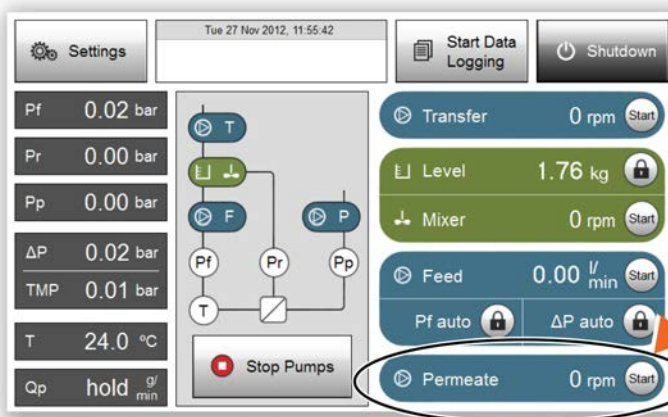 Tue 27 Nov 2012, 11:55:42
Settings
Start Data
Logging
Shutdown
Pf 0.02 bar
Pr 0.00 bar
Pp 0.00 bar
ΔP 0.02 bar
TMP 0.01 bar
T 24.0 °C
Qp hold g/min
T
F
P
Pf
Pr
Pp
T
Stop Pumps
Transfer 0 rpm Start
Level 1.76 kg
Mixer 0 rpm Start
Feed 0.00 l/min Start
Pf auto
ΔP auto
Permeate 0 rpm Start